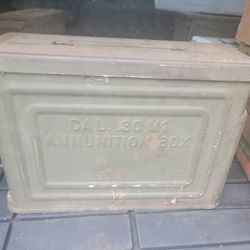 CAL. .30 M1
AMMUNITION BOX